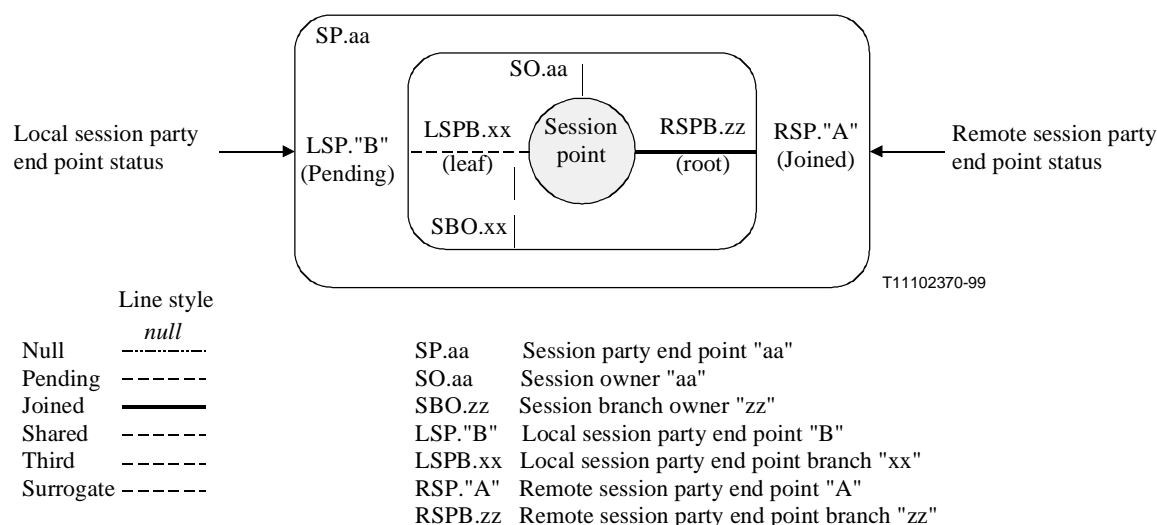 SP.aa
SO.aa
Local session party
end point status
LSP."B"
(Pending)
LSPB.xx
(leaf)
Session
point
RSPB.zz
(root)
RSP."A"
(Joined)
Remote session party
end point status
SBO.xx
T11102370-99
Line style
null
Null
Pending
Joined
Shared
Third
Surrogate
SP.aa Session party end point "aa"
SO.aa Session owner "aa"
SBO.zz Session branch owner "zz"
LSP."B" Local session party end point "B"
LSPB.xx Local session party end point branch "xx"
RSP."A" Remote session party end point "A"
RSPB.zz Remote session party end point branch "zz"